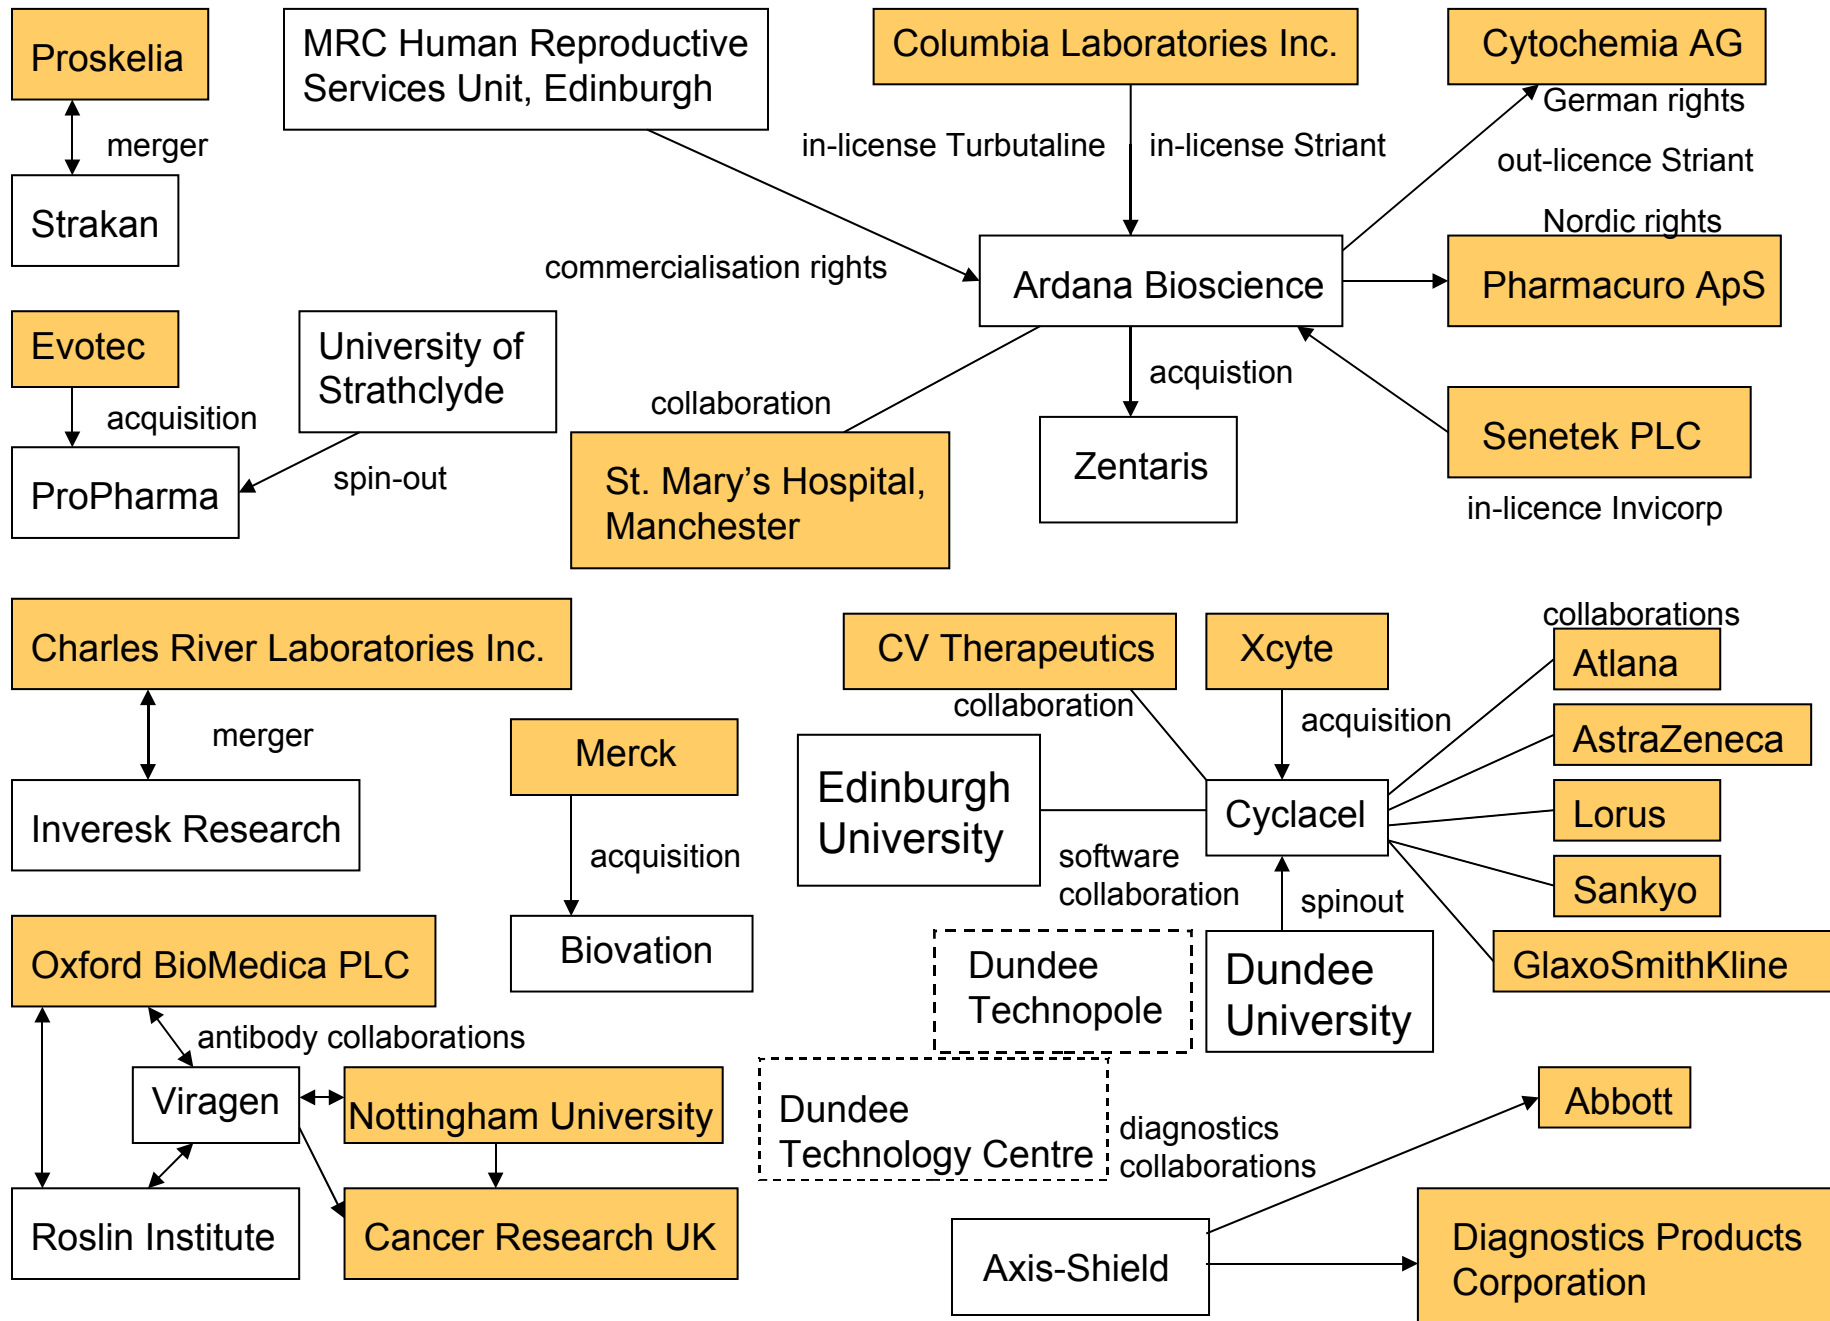 Proskelia
merger
Strakan
MRC Human Reproductive
Services Unit, Edinburgh
Columbia Laboratories Inc.
Cytochemia AG
German rights
in-license Turbutaline
in-license Striant
out-licence Striant
Nordic rights
commercialisation rights
Ardana Bioscience
Pharmacuro ApS
Evotec
acquisition
ProPharma
University of
Strathclyde
spin-out
collaboration
St. Mary's Hospital,
Manchester
acquistion
Zentaris
Senetek PLC
in-licence Invicorp
Charles River Laboratories Inc.
merger
Inveresk Research
Merck
acquisition
Biovation
CV Therapeutics
collaboration
Xcyte
acquisition
collaborations
Atlana
AstraZeneca
Lorus
Sankyo
GlaxoSmithKline
Edinburgh
University
Cyclacel
software
collaboration
spinout
Dundee
University
Dundee
Technopole
Dundee
Technology Centre
Oxford BioMedica PLC
antibody collaborations
Viragen
Nottingham University
Roslin Institute
Cancer Research UK
diagnostics
collaborations
Abbott
Axis-Shield
Diagnostics Products
Corporation